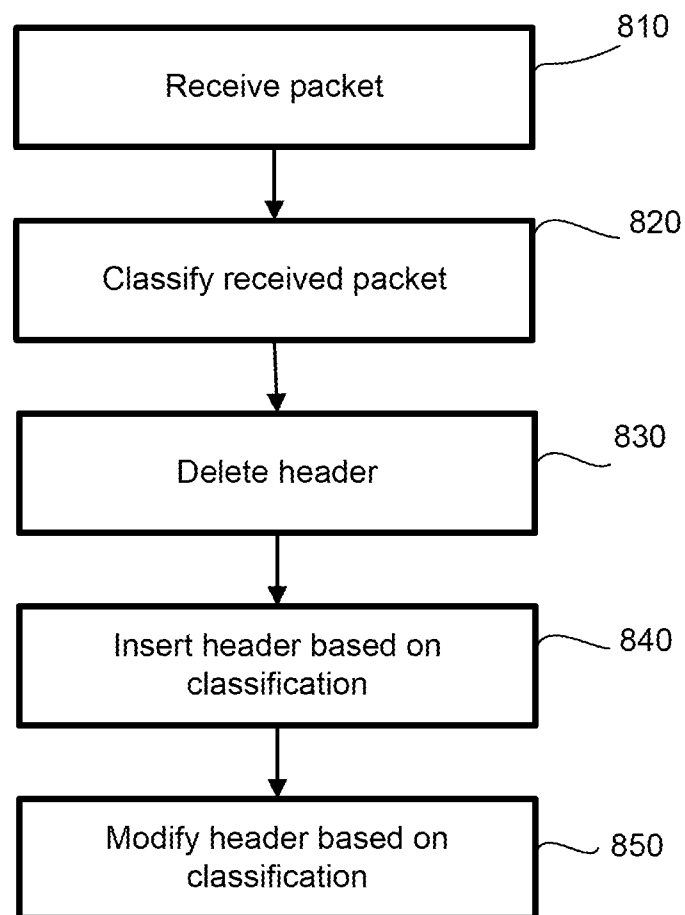 810
Receive packet
820
Classify received packet
830
Delete header
840
Insert header based on
classification
850
Modify header based on
classification